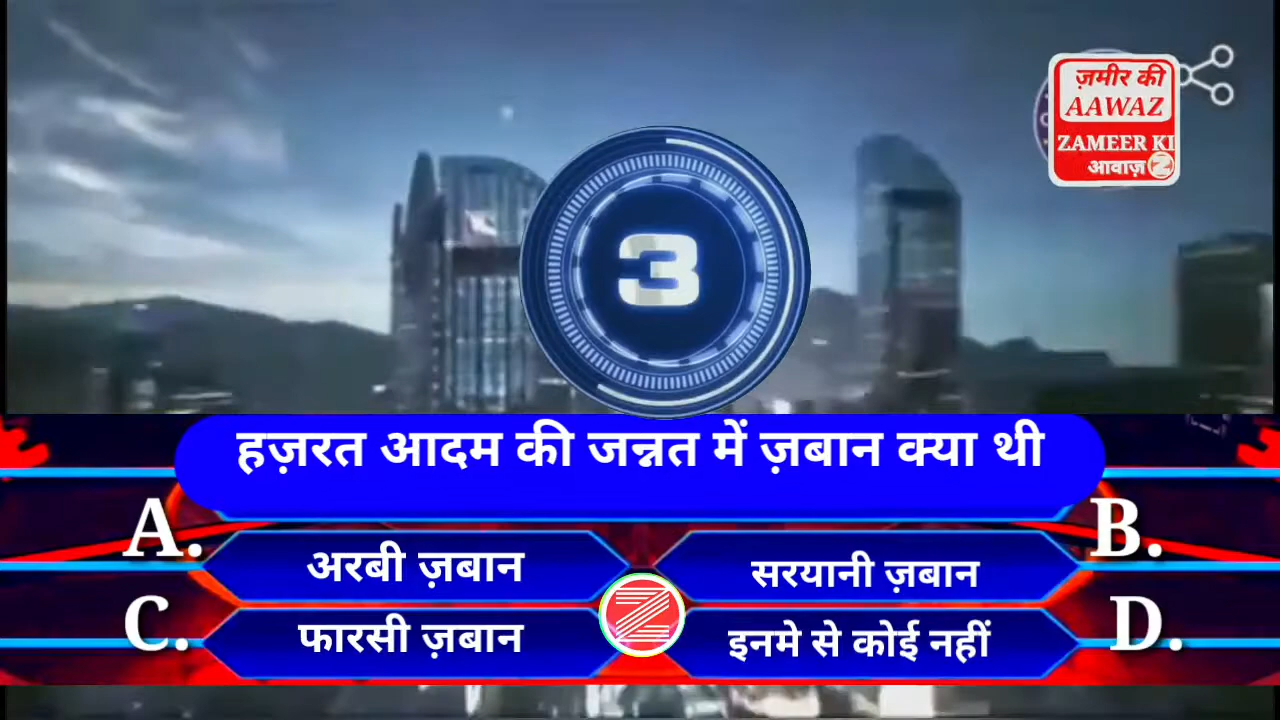 ज़मीर की
AAWAZ
ZAMEER KI
आवाज़ Z
3
हज़रत आदम की जन्नत में ज़बान क्या थी
A.
अरबी ज़बान
B.
सरयानी ज़बान
C.
फारसी ज़बान
D.
इनमे से कोई नहीं
Z